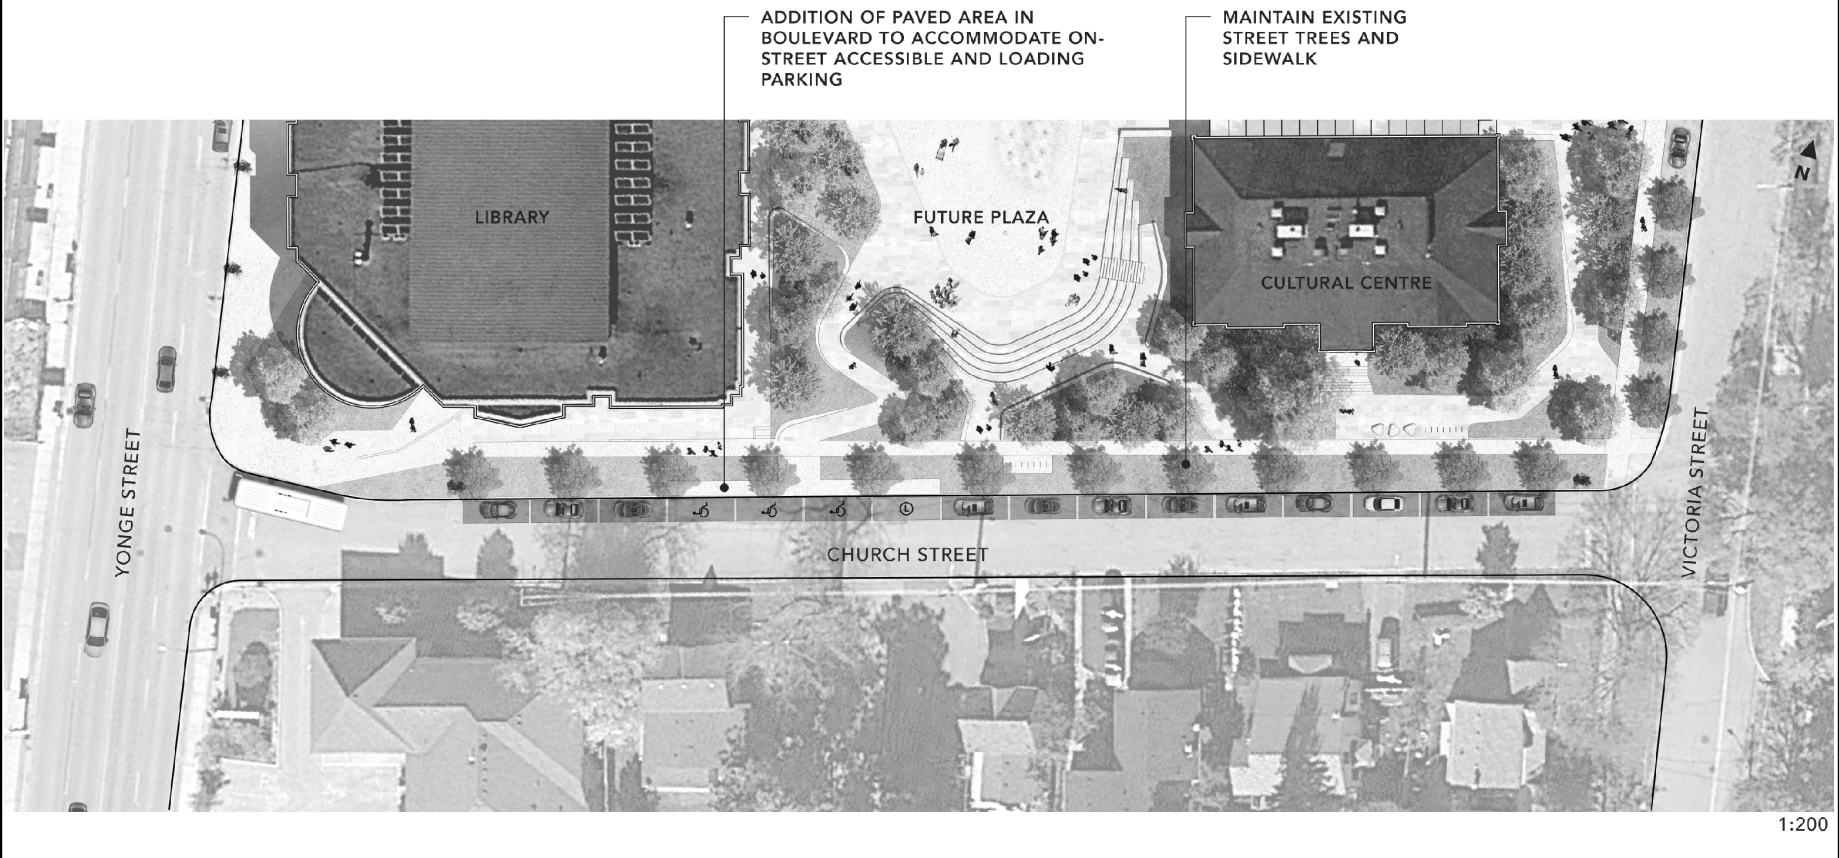 ADDITION OF PAVED AREA IN
BOULEVARD TO ACCOMMODATE ON-
STREET ACCESSIBLE AND LOADING
PARKING
MAINTAIN EXISTING
STREET TREES AND
SIDEWALK
N
LIBRARY
FUTURE PLAZA
CULTURAL CENTRE
YONGE STREET
CHURCH STREET
VICTORIA STREET
1:200